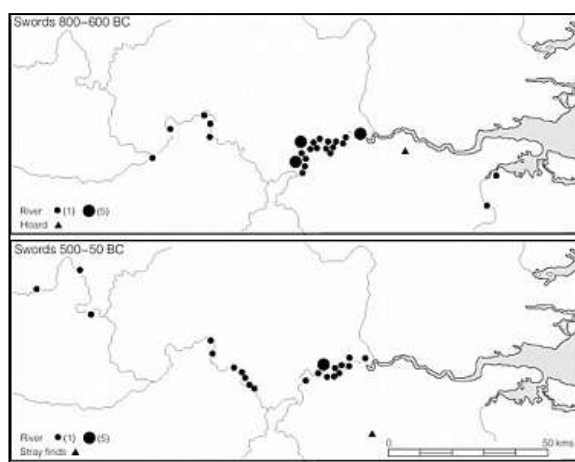 Swords 800–600 BC
River ● (1) ● (5)
Hoard ▲
Swords 500–50 BC
River ● (1) ● (5)
Stray finds ▲
0 50 kms